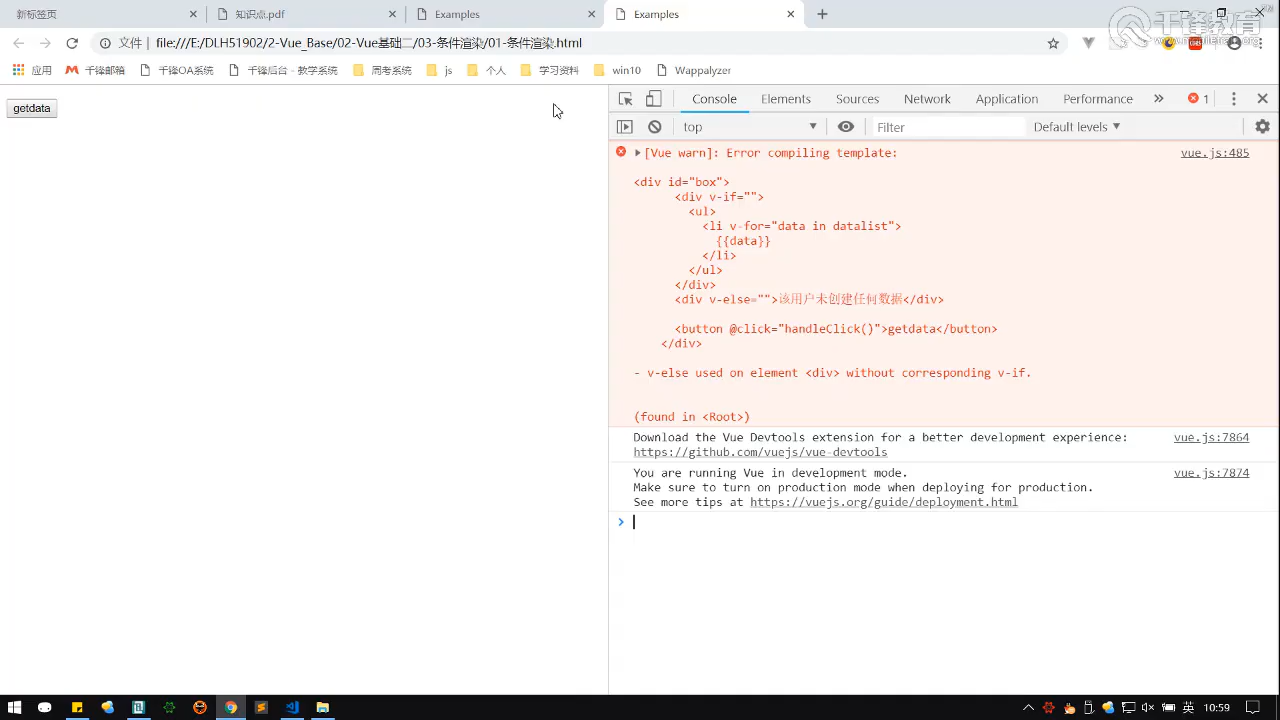 新标签页
知识点.pdf
Examples
Examples
千锋教育
文件 | file:///E:/DLH51902/2-Vue_Base/02-Vue基础二/03-条件渲染/01-条件渲染.html
应用
千锋邮箱
千锋OA系统
千锋后台 - 教学系统
周考系统
js
个人
学习资料
win10
Wappalyzer
getdata
Console
Elements
Sources
Network
Application
Performance
»
1
top
Filter
Default levels
[Vue warn]: Error compiling template:
vue.js:485
<div id="box">
<div v-if="">
<ul>
<li v-for="data in datalist">
{{data}}
</li>
</ul>
</div>
<div v-else="">该用户未创建任何数据</div>
<button @click="handleClick()">getdata</button>
</div>
- v-else used on element <div> without corresponding v-if.
(found in <Root>)
Download the Vue Devtools extension for a better development experience:
vue.js:7864
https://github.com/vuejs/vue-devtools
You are running Vue in development mode.
vue.js:7874
Make sure to turn on production mode when deploying for production.
See more tips at https://vuejs.org/guide/deployment.html
英
10:59